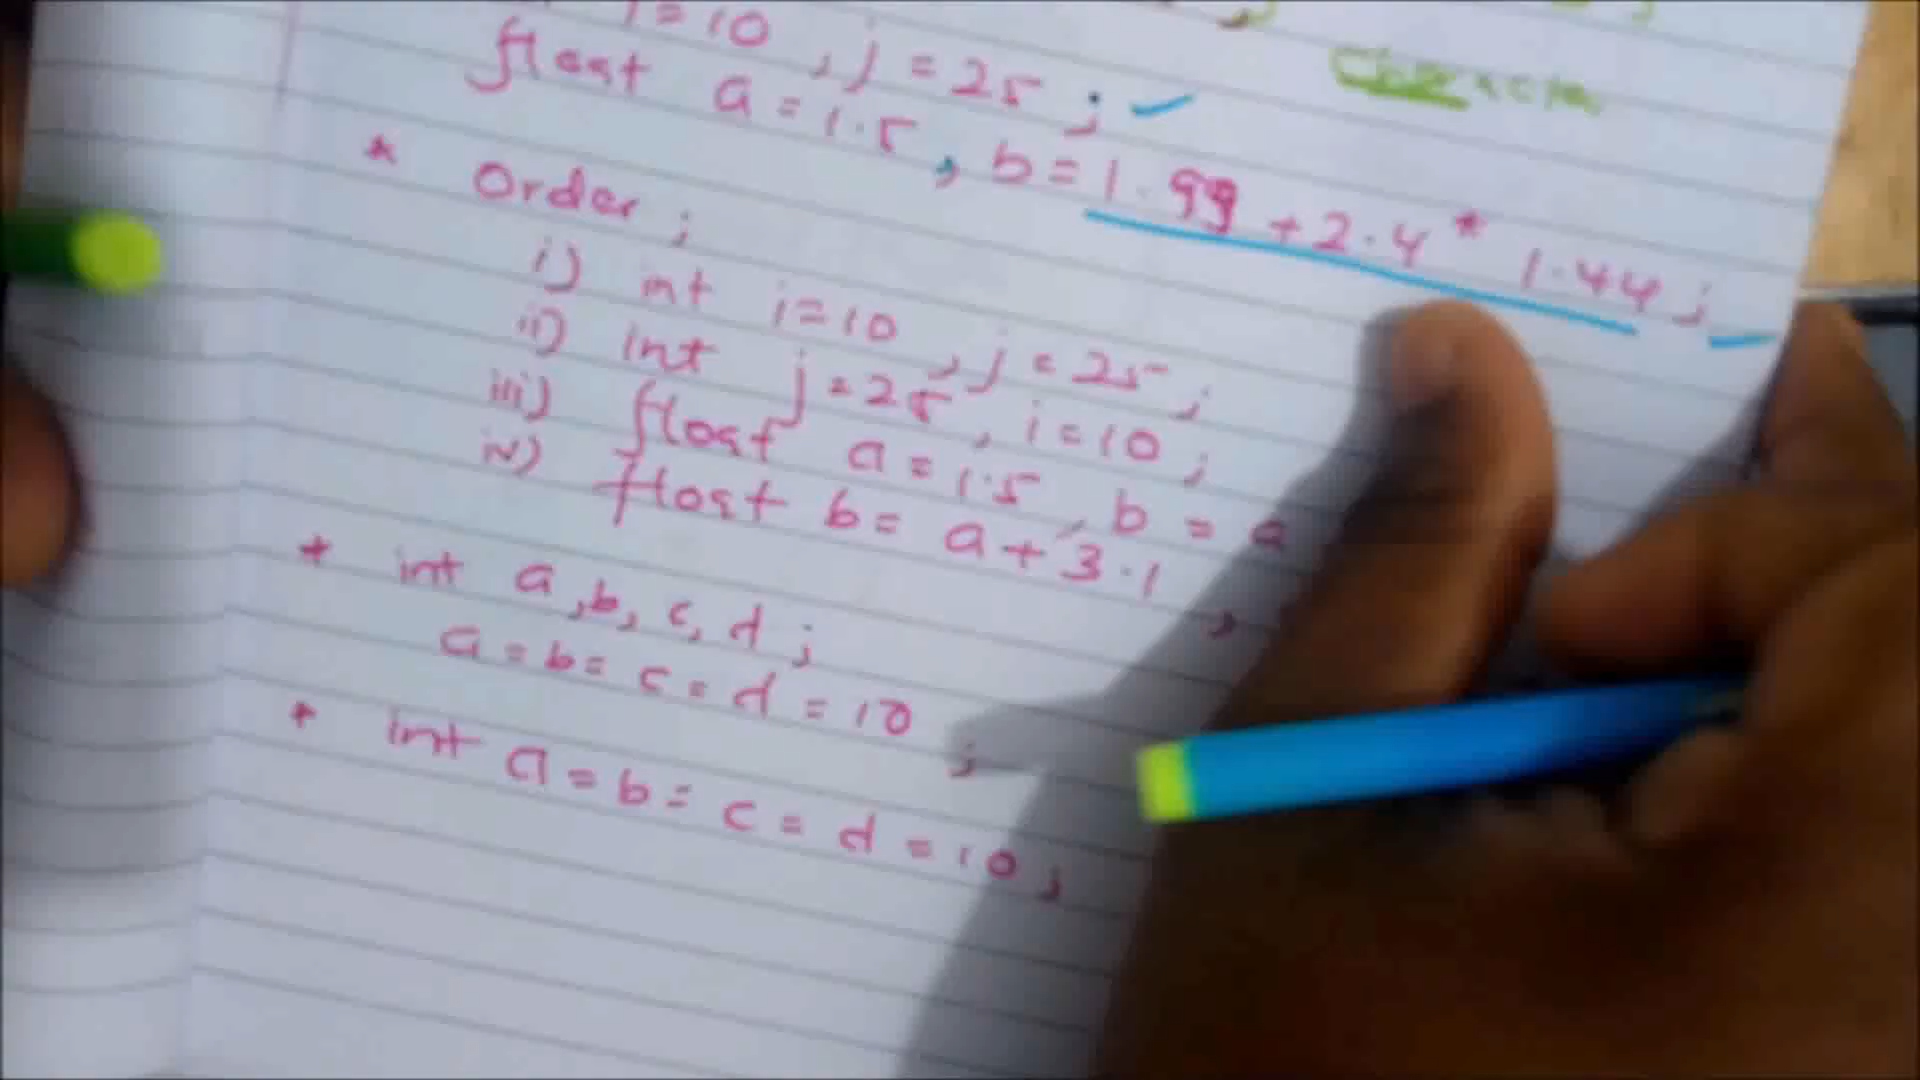 i = 10 , j = 25 ;
float a = 1.5 , b = 1.99 + 2.4 * 1.44 ;
* Order ;
i) int i = 10 , j = 25 ;
ii) int j = 25 , i = 10 ;
iii) float a = 1.5 , b = a
iv) float b = a + 3.1 ,
* int a , b , c , d ;
a = b = c = d = 10 ;
* int a = b = c = d = 10 ;